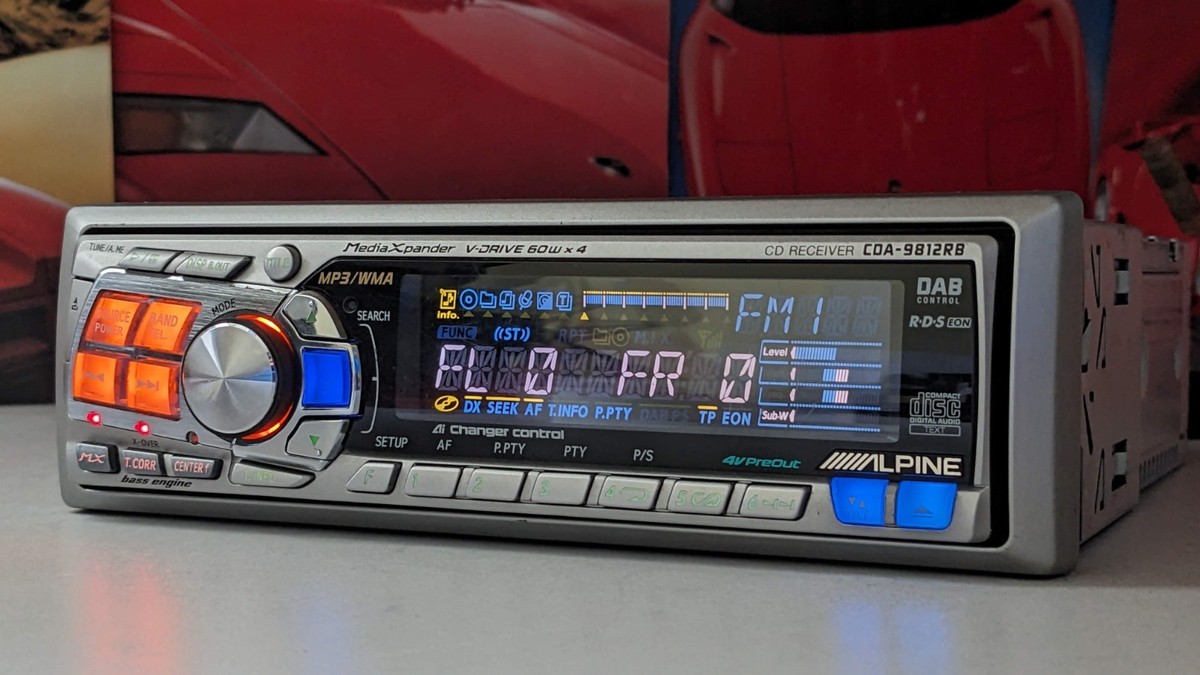 TUNE/A.ME
MediaXpander V-DRIVE 60W x 4
CD RECEIVER CDA-9812RB
DISP B.OUT
TITLE
MP3/WMA
MODE
SEARCH
SOURCE
POWER
BAND
TEL.
Info.
FM1
DAB
CONTROL
R·D·S EON
FUNC (ST) RPT M.I.X.
FL 0 FR 0
Level
Sub-W
DX SEEK AF T.INFO P.PTY DAB P.S TP EON
COMPACT
disc
DIGITAL AUDIO
TEXT
Ai Changer control
SETUP AF P.PTY PTY P/S
4V PreOut
ALPINE
X-OVER
MX T.CORR CENTER f
bass engine
T.INFO
F 1 2 3 4 5 6